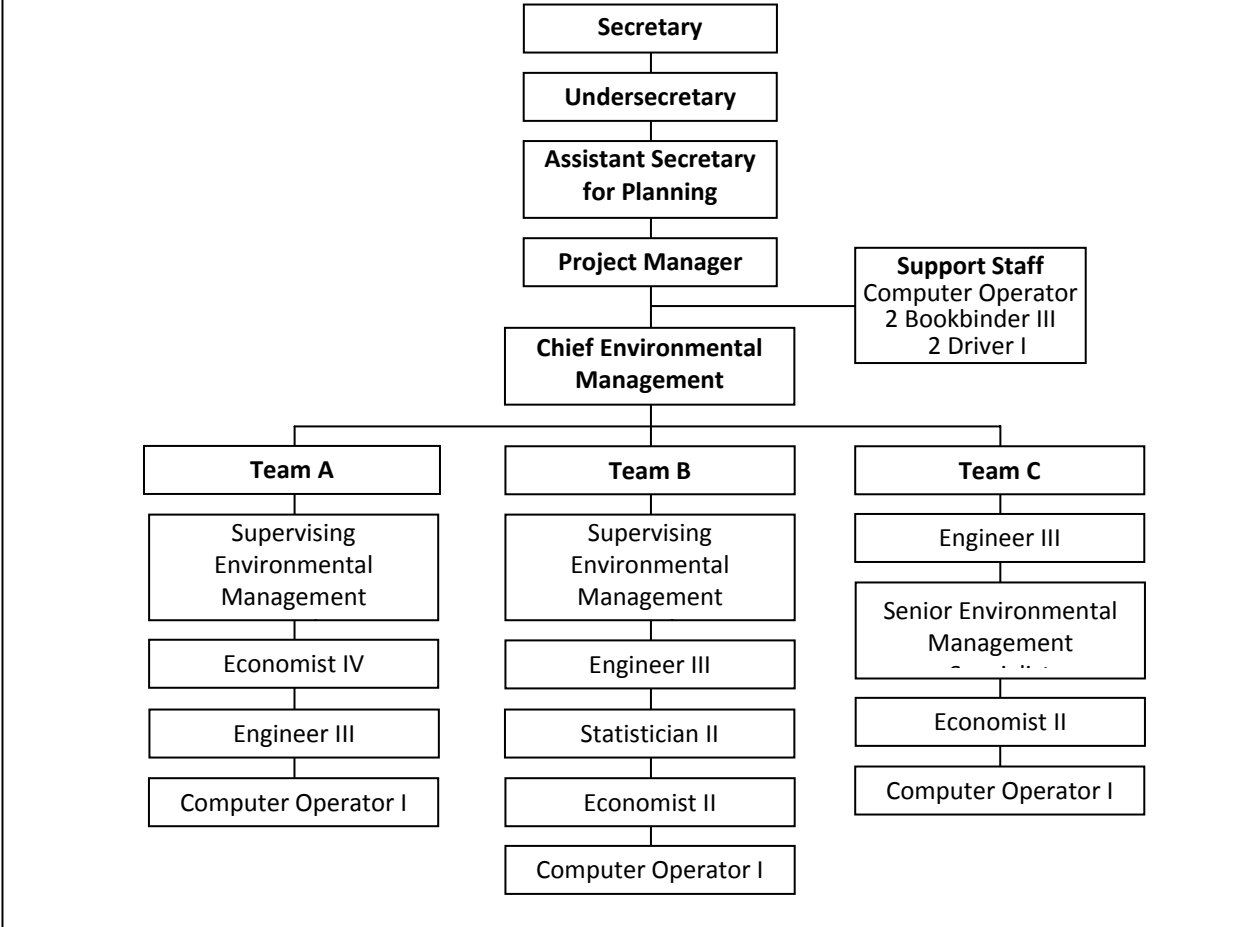 Secretary
Undersecretary
Assistant Secretary
for Planning
Project Manager
Support Staff
Computer Operator
2 Bookbinder III
2 Driver I
Chief Environmental
Management
Team A
Supervising
Environmental
Management
Economist IV
Engineer III
Computer Operator I
Team B
Supervising
Environmental
Management
Engineer III
Statistician II
Economist II
Computer Operator I
Team C
Engineer III
Senior Environmental
Management
Economist II
Computer Operator I